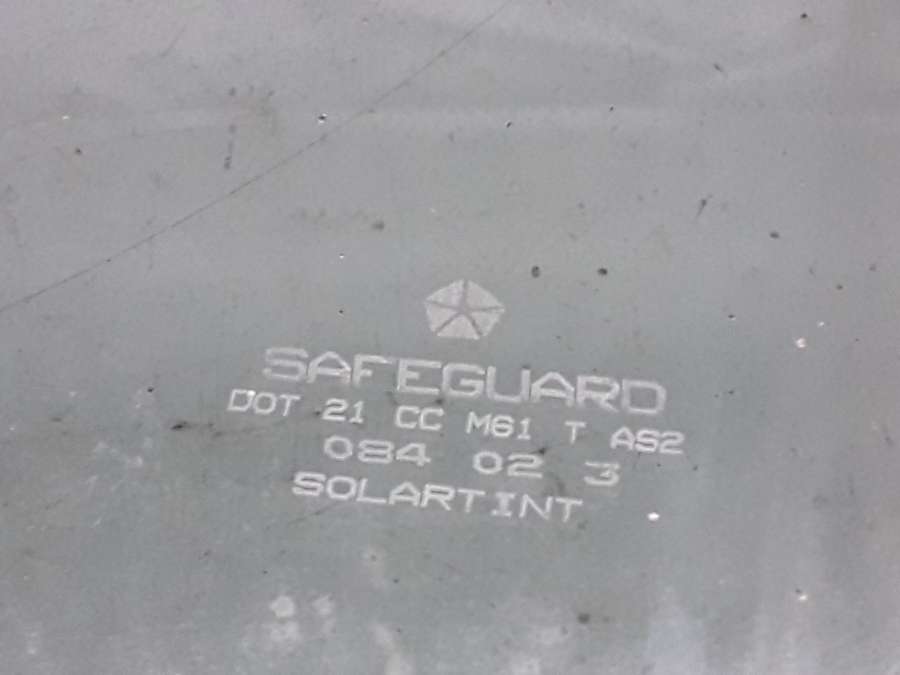 SAFEGUARD
DOT 21 CC M61 T AS2
084 02 3
SOLARTINT